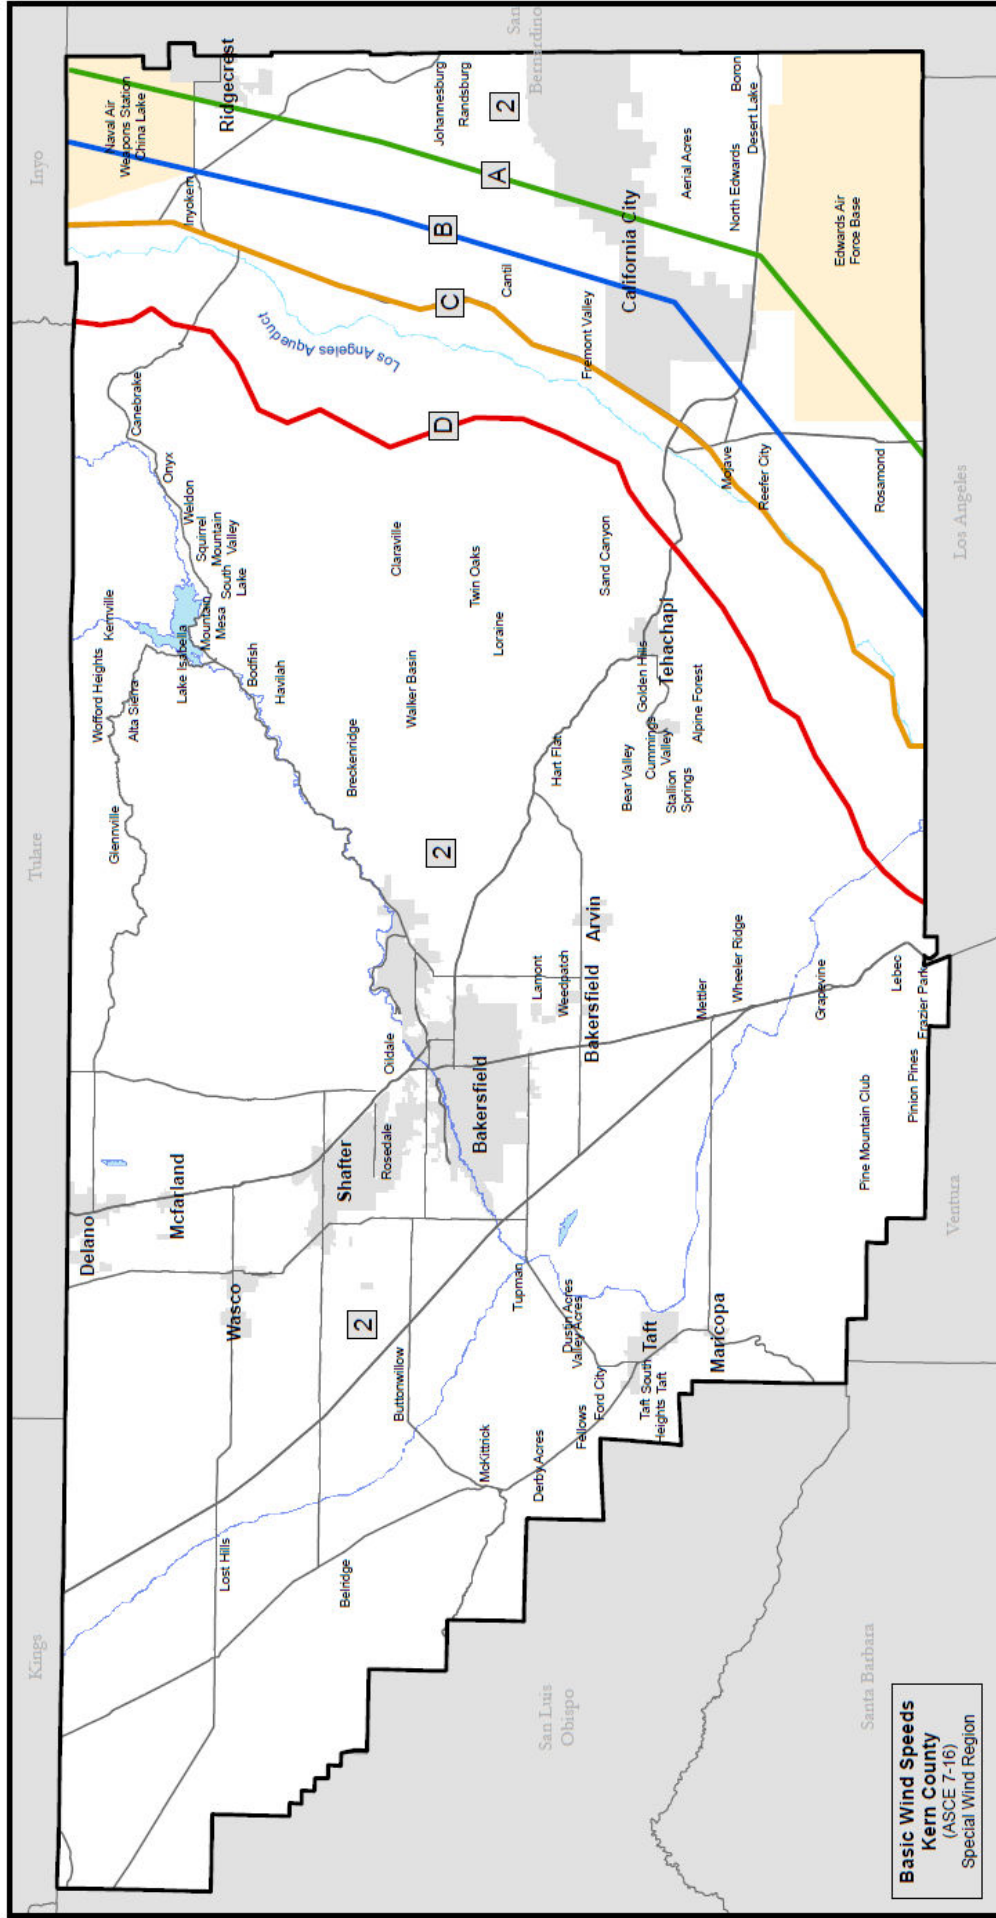 Kings
Tulare
Inyo
San
Bernardino
Los Angeles
Ventura
Santa Barbara
San Luis
Obispo
Delano
Mcfarland
Wasco
Lost Hills
Belridge
Shafter
Rosedale
Oildale
Buttonwillow
McKittrick
Derby Acres
Fellows
Ford City
Taft South
Heights Taft
Taft
Maricopa
Dustin Acres
Valley Acres
Tupman
Bakersfield
Bakersfield
Lamont
Weedpatch
Arvin
Mettler
Wheeler Ridge
Grapevine
Lebec
Frazier Park
Pinion Pines
Pine Mountain Club
Glennville
Alta Sierra
Wofford Heights
Kernville
Lake Isabella
Mountain
Mesa
South
Lake
Squirrel
Mountain
Valley
Weldon
Onyx
Canebrake
Bodfish
Havilah
Breckenridge
Walker Basin
Claraville
Twin Oaks
Loraine
Hart Flat
Sand Canyon
Bear Valley
Cummings
Valley
Stallion
Springs
Golden Hills
Tehachapi
Alpine Forest
Los Angeles Aqueduct
Inyokern
Naval Air
Weapons Station
China Lake
Ridgecrest
Johannesburg
Randsburg
Cantil
Fremont Valley
California City
Aerial Acres
North Edwards
Desert Lake
Boron
Edwards Air
Force Base
Mojave
Reefer City
Rosamond
A
B
C
D
2
2
2
Basic Wind Speeds
Kern County
(ASCE 7-16)
Special Wind Region